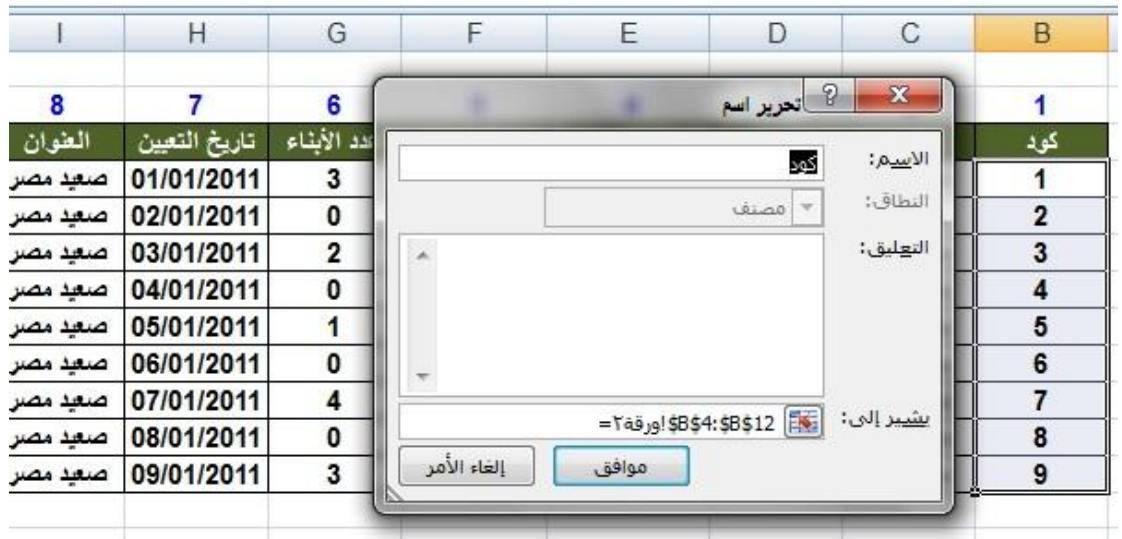 B C D E F G H I
1 6 7 8
كود عدد الأبناء تاريخ التعيين العنوان
1 3 01/01/2011 صعيد مصر
2 0 02/01/2011 صعيد مصر
3 2 03/01/2011 صعيد مصر
4 0 04/01/2011 صعيد مصر
5 1 05/01/2011 صعيد مصر
6 0 06/01/2011 صعيد مصر
7 4 07/01/2011 صعيد مصر
8 0 08/01/2011 صعيد مصر
9 3 09/01/2011 صعيد مصر
تحرير اسم
الاسم: كود
النطاق: مصنف
التعليق:
يشير إلى: =ورقة٢!$B$4:$B$12
موافق إلغاء الأمر